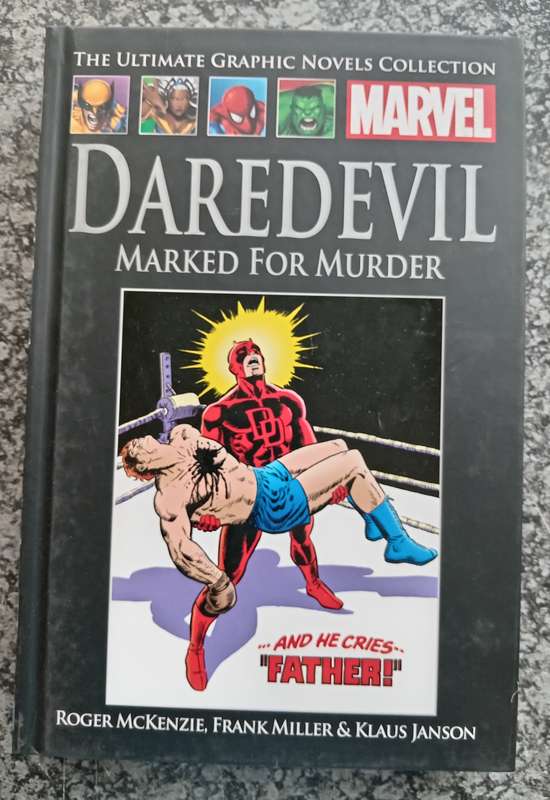 THE ULTIMATE GRAPHIC NOVELS COLLECTION
MARVEL
DAREDEVIL
MARKED FOR MURDER
DD
... AND HE CRIES..
"FATHER!"
ROGER MCKENZIE, FRANK MILLER & KLAUS JANSON